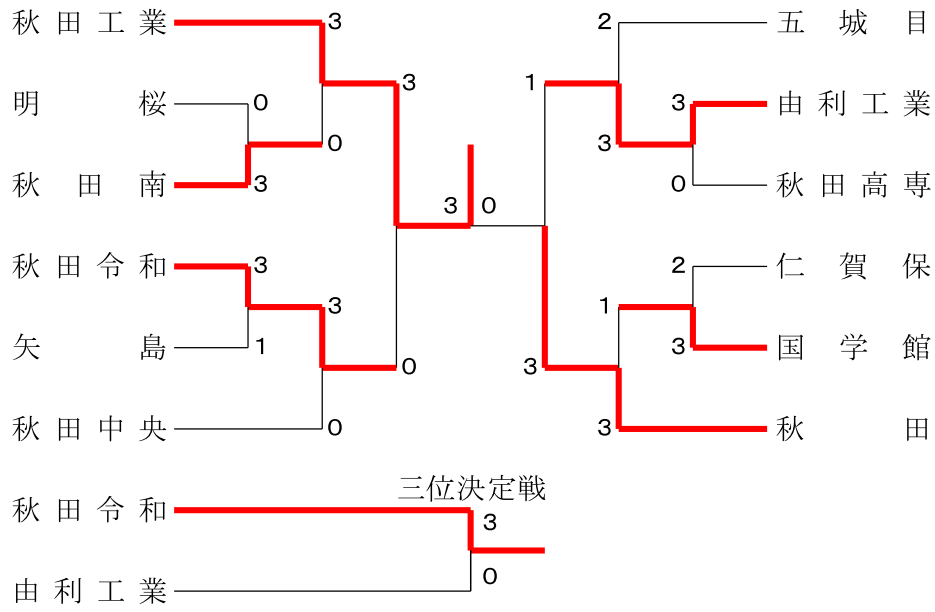 秋田工業 3 2 五城目
3 1
明桜 0 3 由利工業
0 3
秋田南 3 0 秋田高専
3 0
秋田令和 3 2 仁賀保
3 1
矢島 1 3 国学館
0 3
秋田中央 0 3 秋田
三位決定戦
秋田令和 3
由利工業 0